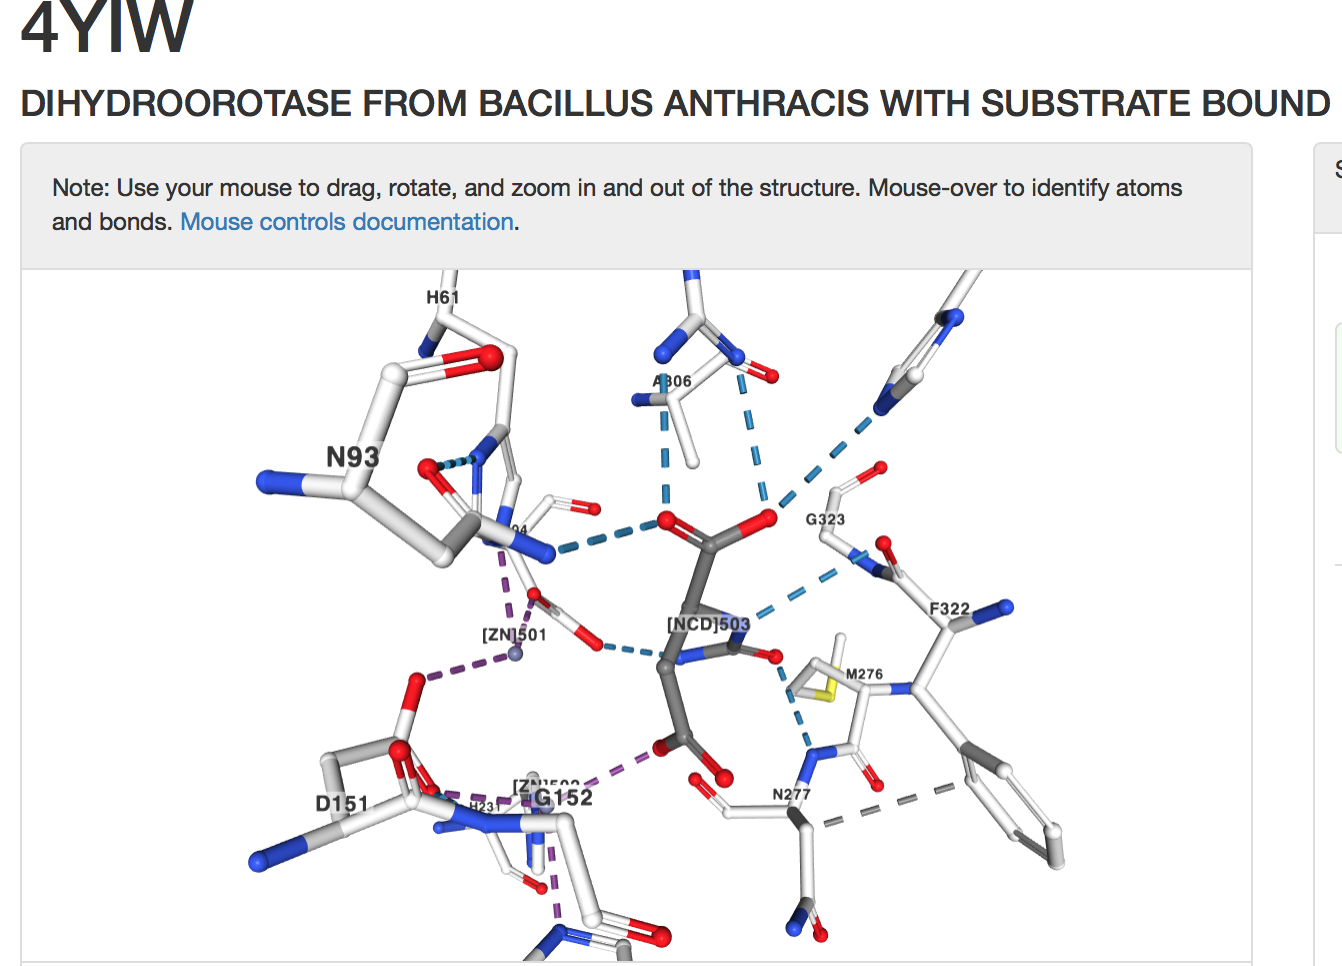 4YIW
DIHYDROOROTASE FROM BACILLUS ANTHRACIS WITH SUBSTRATE BOUND
Note: Use your mouse to drag, rotate, and zoom in and out of the structure. Mouse-over to identify atoms
and bonds. Mouse controls documentation.
H61
A306
N93
G323
F322
[NCD]503
[ZN]501
M276
N277
D151
G152
H231